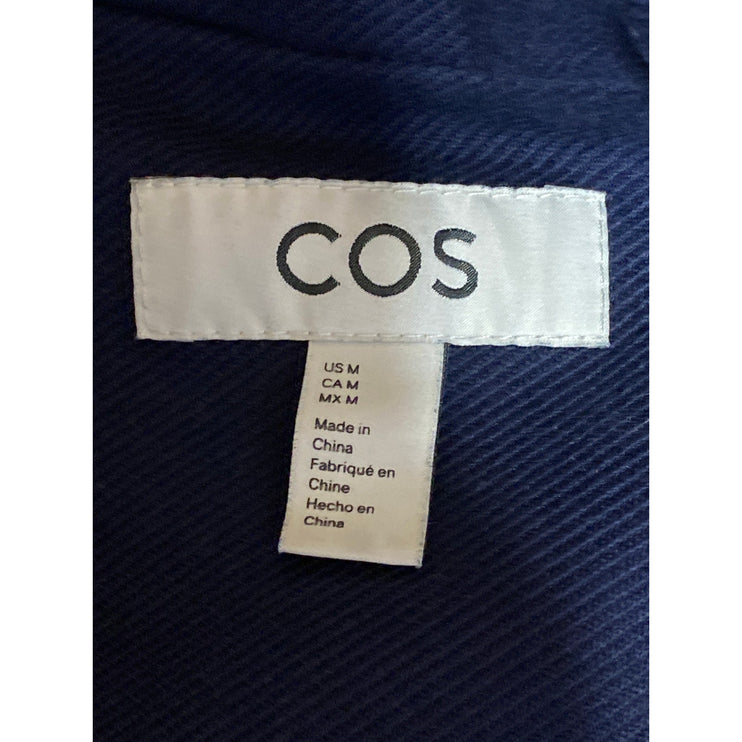 COS
US M
CA M
MX M
Made in
China
Fabriqué en
Chine
Hecho en
China